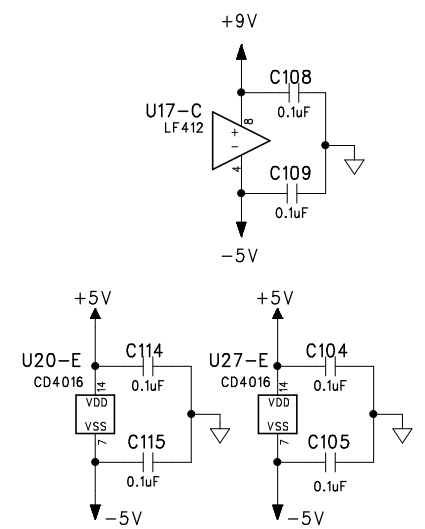 +9V
C108
0.1uF
U17-C
LF412
8
+
−
4
C109
0.1uF
−5V
+5V
+5V
C114
C104
U20-E
CD4016
14
0.1uF
U27-E
CD4016
14
0.1uF
VDD
VSS
VDD
VSS
7
C115
0.1uF
7
C105
0.1uF
−5V
−5V